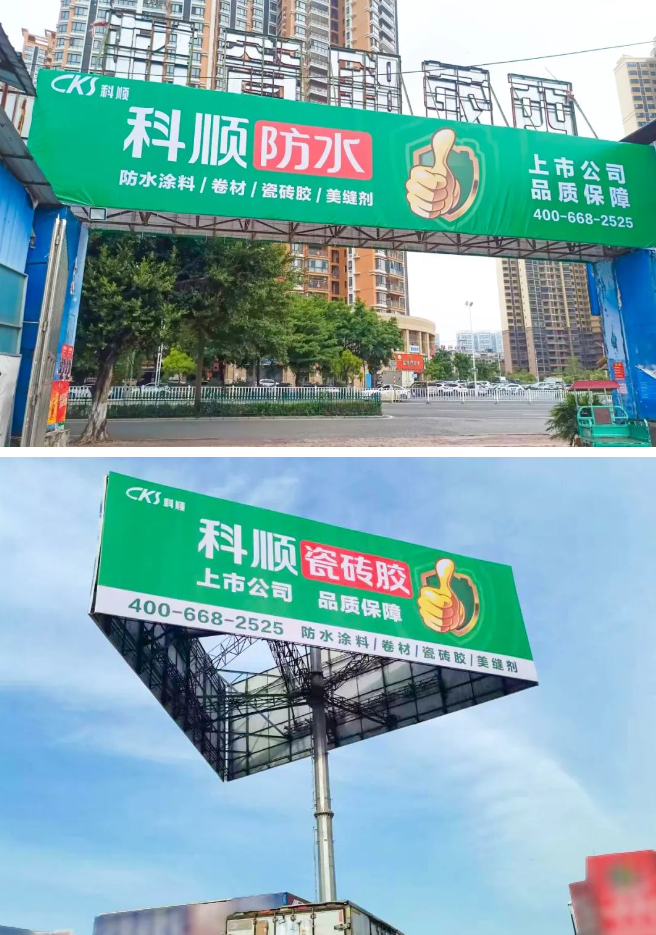 CKS 科顺
科顺 防水
防水涂料 / 卷材 / 瓷砖胶 / 美缝剂
上市公司
品质保障
400-668-2525
CKS 科顺
科顺 瓷砖胶
上市公司 品质保障
400-668-2525 防水涂料 / 卷材 / 瓷砖胶 / 美缝剂